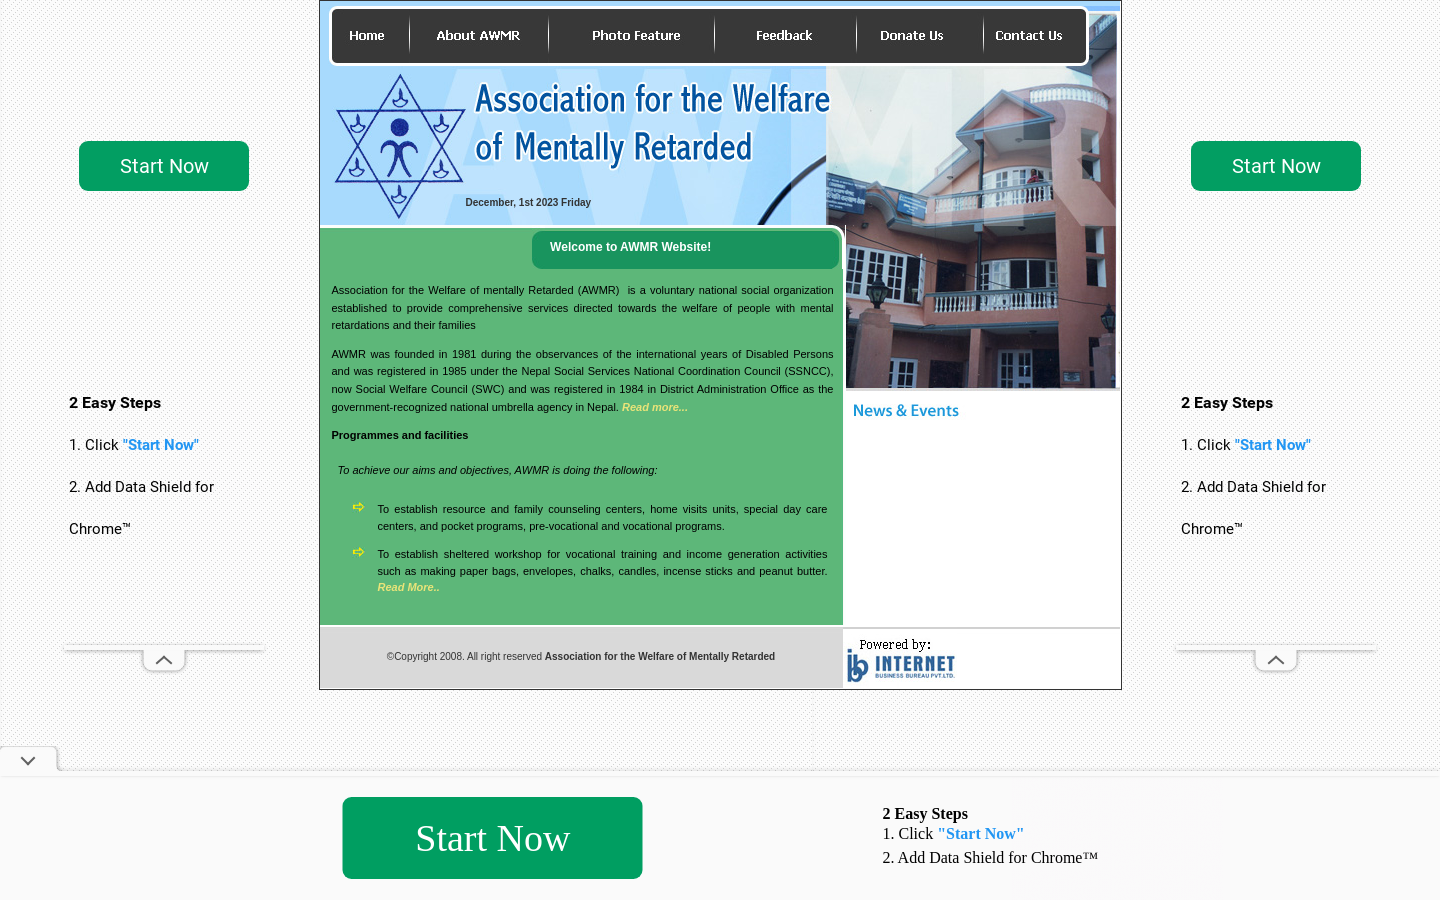 Home
About AWMR
Photo Feature
Feedback
Donate Us
Contact Us
Association for the Welfare
of Mentally Retarded
December, 1st 2023 Friday
Start Now
2 Easy Steps
1. Click "Start Now"
2. Add Data Shield for
Chrome™
Welcome to AWMR Website!
Association for the Welfare of mentally Retarded (AWMR)  is a voluntary national social organization
established to provide comprehensive services directed towards the welfare of people with mental
retardations and their families
AWMR was founded in 1981 during the observances of the international years of Disabled Persons
and was registered in 1985 under the Nepal Social Services National Coordination Council (SSNCC),
now Social Welfare Council (SWC) and was registered in 1984 in District Administration Office as the
government-recognized national umbrella agency in Nepal. Read more...
Programmes and facilities
To achieve our aims and objectives, AWMR is doing the following:
To establish resource and family counseling centers, home visits units, special day care
centers, and pocket programs, pre-vocational and vocational programs.
To establish sheltered workshop for vocational training and income generation activities
such as making paper bags, envelopes, chalks, candles, incense sticks and peanut butter.
Read More..
News & Events
Start Now
2 Easy Steps
1. Click "Start Now"
2. Add Data Shield for
Chrome™
©Copyright 2008. All right reserved Association for the Welfare of Mentally Retarded
Powered by:
ib INTERNET
BUSINESS BUREAU PVT.LTD.
Start Now
2 Easy Steps
1. Click "Start Now"
2. Add Data Shield for Chrome™